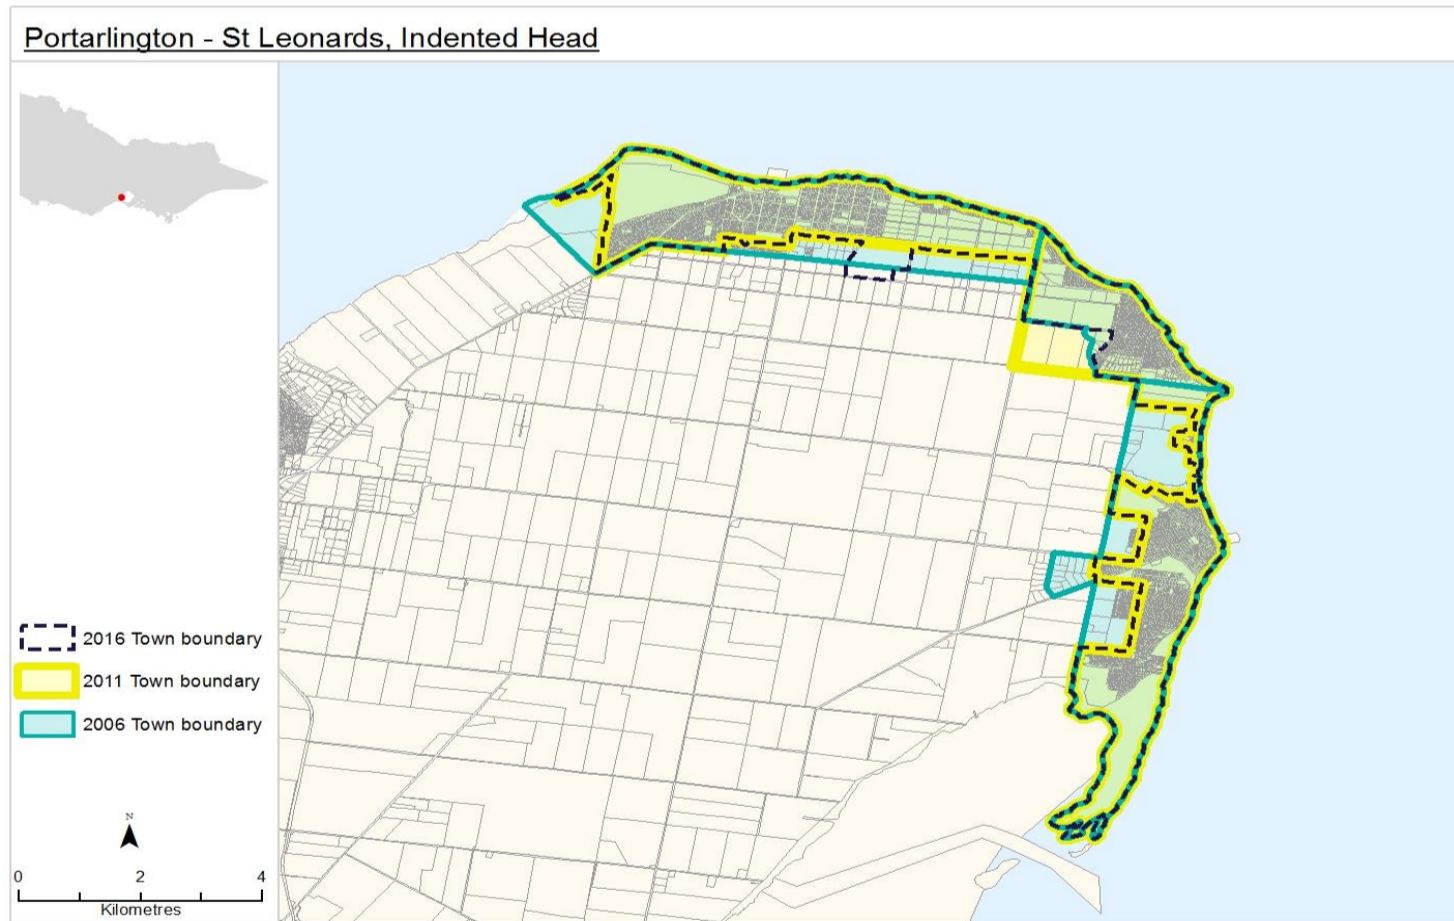 Portarlington - St Leonards, Indented Head
2016 Town boundary
2011 Town boundary
2006 Town boundary
N
0 2 4
Kilometres